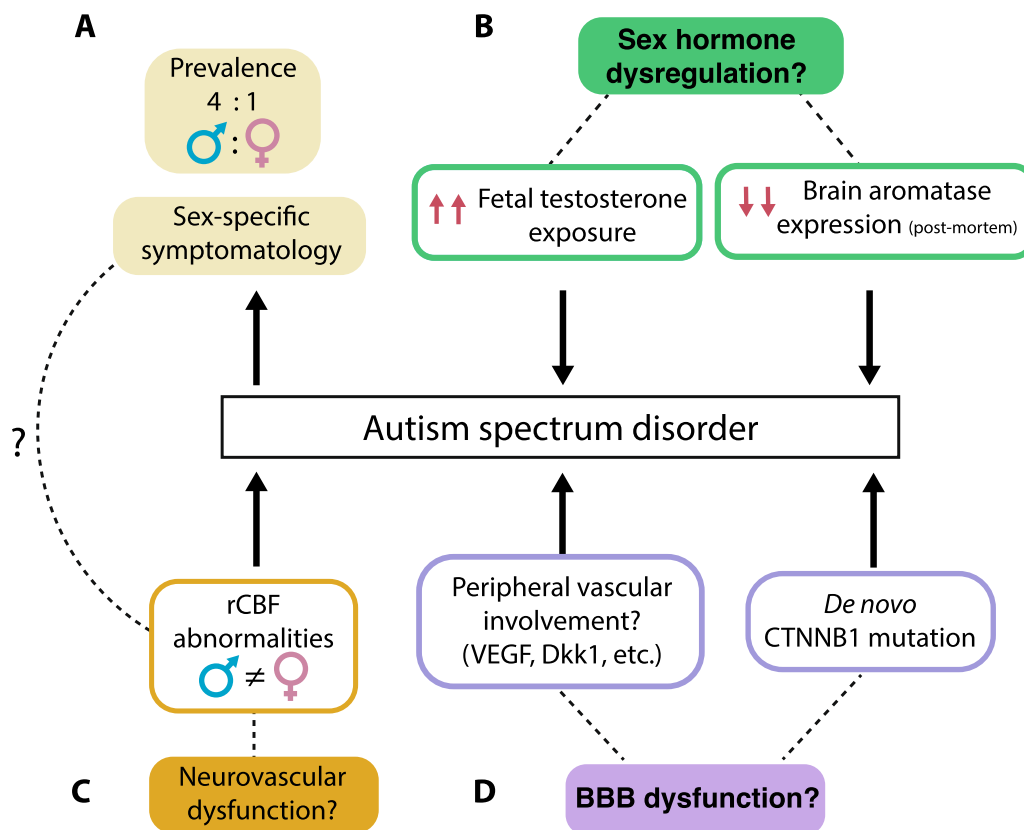 A
Prevalence
4 : 1
:
Sex-specific
symptomatology
B
Sex hormone
dysregulation?
Fetal testosterone
exposure
Brain aromatase
expression (post-mortem)
?
Autism spectrum disorder
rCBF
abnormalities
≠
C
Neurovascular
dysfunction?
Peripheral vascular
involvement?
(VEGF, Dkk1, etc.)
De novo
CTNNB1 mutation
D
BBB dysfunction?